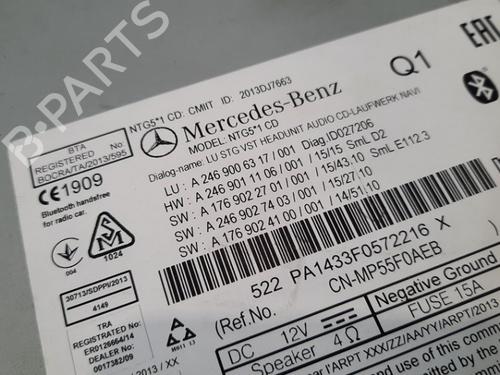 NTG5*1 CD: CMIIT ID: 2013DJ7663
Q1
EAC
Mercedes-Benz
MODEL: NTG5*1 CD
Dialog-name: LU STG VST HEADUNIT AUDIO CD-LAUFWERK NAVI
LU : A 246 900 63 17 / 001 Diag.ID027206
HW : A 246 901 11 06 / 001 / 15/15 SmL D2
SW : A 176 902 27 01 / 001 / 15/43,10 SmL E112 3
SW : A 246 902 74 03 / 001 / 15/27,10
SW : A 176 902 41 00 / 001 / 14/51,10
BTA
REGISTERED No
BOCRA/TA/2013/595
CE1909
Bluetooth handsfree
for radio car.
004
1024
30713/SDPPI/2013
4149
TRA
REGISTERED No
ER0126664/14
DEALER No
0017382/09
522 PA1433F0572216 X
(Ref.No. CN-MP55F0AEB
DC 12V Negative Ground
Speaker 4Ω FUSE 15A